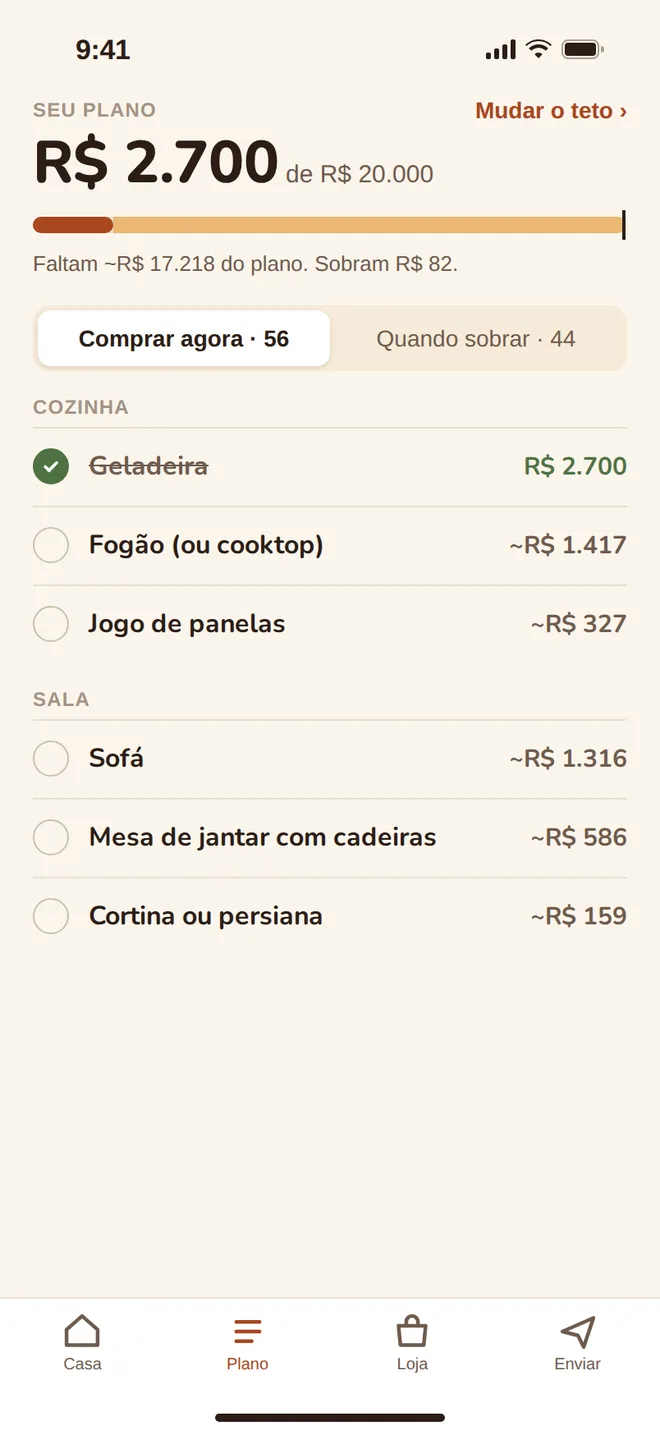 9:41
SEU PLANO
Mudar o teto ›
R$ 2.700 de R$ 20.000
Faltam ~R$ 17.218 do plano. Sobram R$ 82.
Comprar agora · 56
Quando sobrar · 44
COZINHA
Geladeira R$ 2.700
Fogão (ou cooktop) ~R$ 1.417
Jogo de panelas ~R$ 327
SALA
Sofá ~R$ 1.316
Mesa de jantar com cadeiras ~R$ 586
Cortina ou persiana ~R$ 159
Casa
Plano
Loja
Enviar